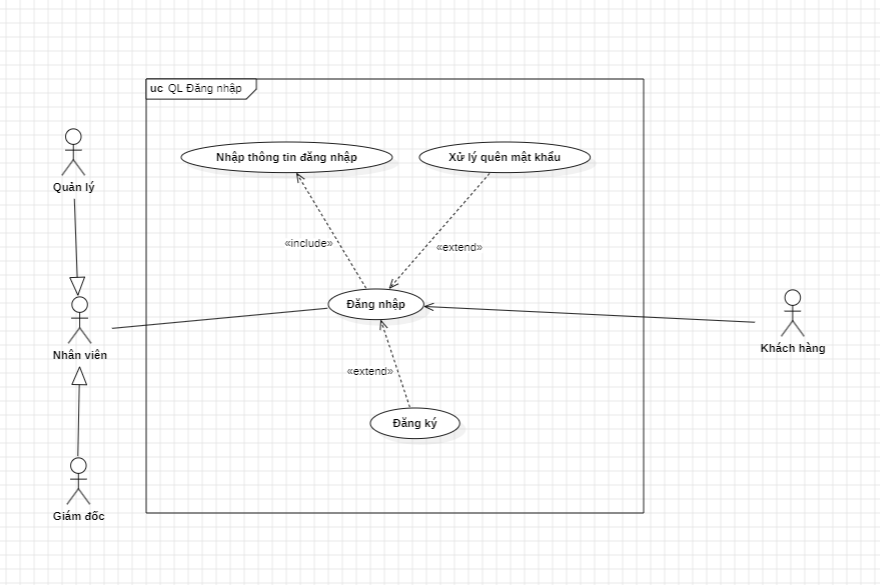 uc QL Đăng nhập
Nhập thông tin đăng nhập
Xử lý quên mật khẩu
Quản lý
«include»
«extend»
Đăng nhập
Nhân viên
Khách hàng
«extend»
Đăng ký
Giám đốc